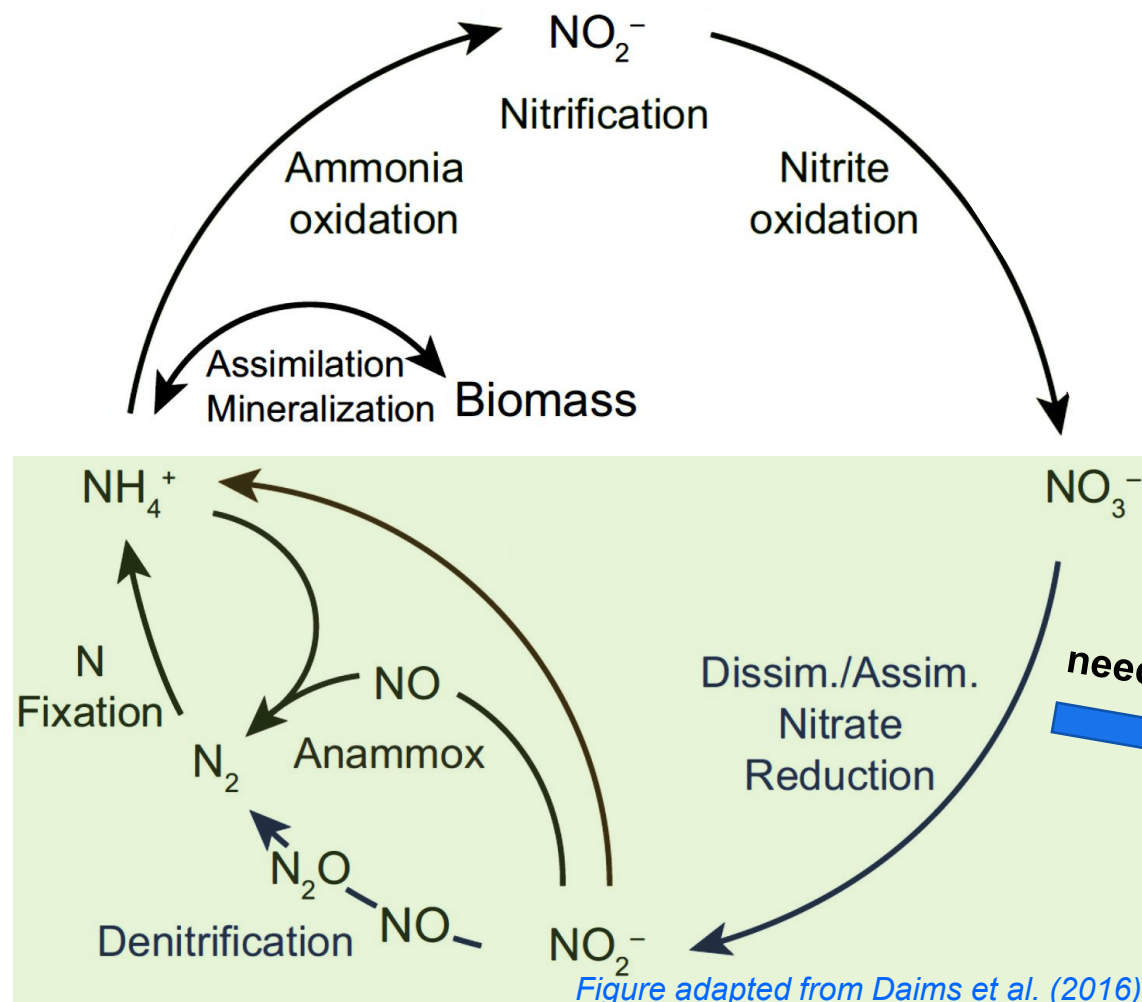 NO₂⁻
Nitrification
Ammonia
oxidation
Nitrite
oxidation
Assimilation
Mineralization
Biomass
NH₄⁺
NO₃⁻
N
Fixation
NO
Anammox
N₂
Dissim./Assim.
Nitrate
Reduction
N₂O
NO
Denitrification
NO₂⁻
Figure adapted from Daims et al. (2016)